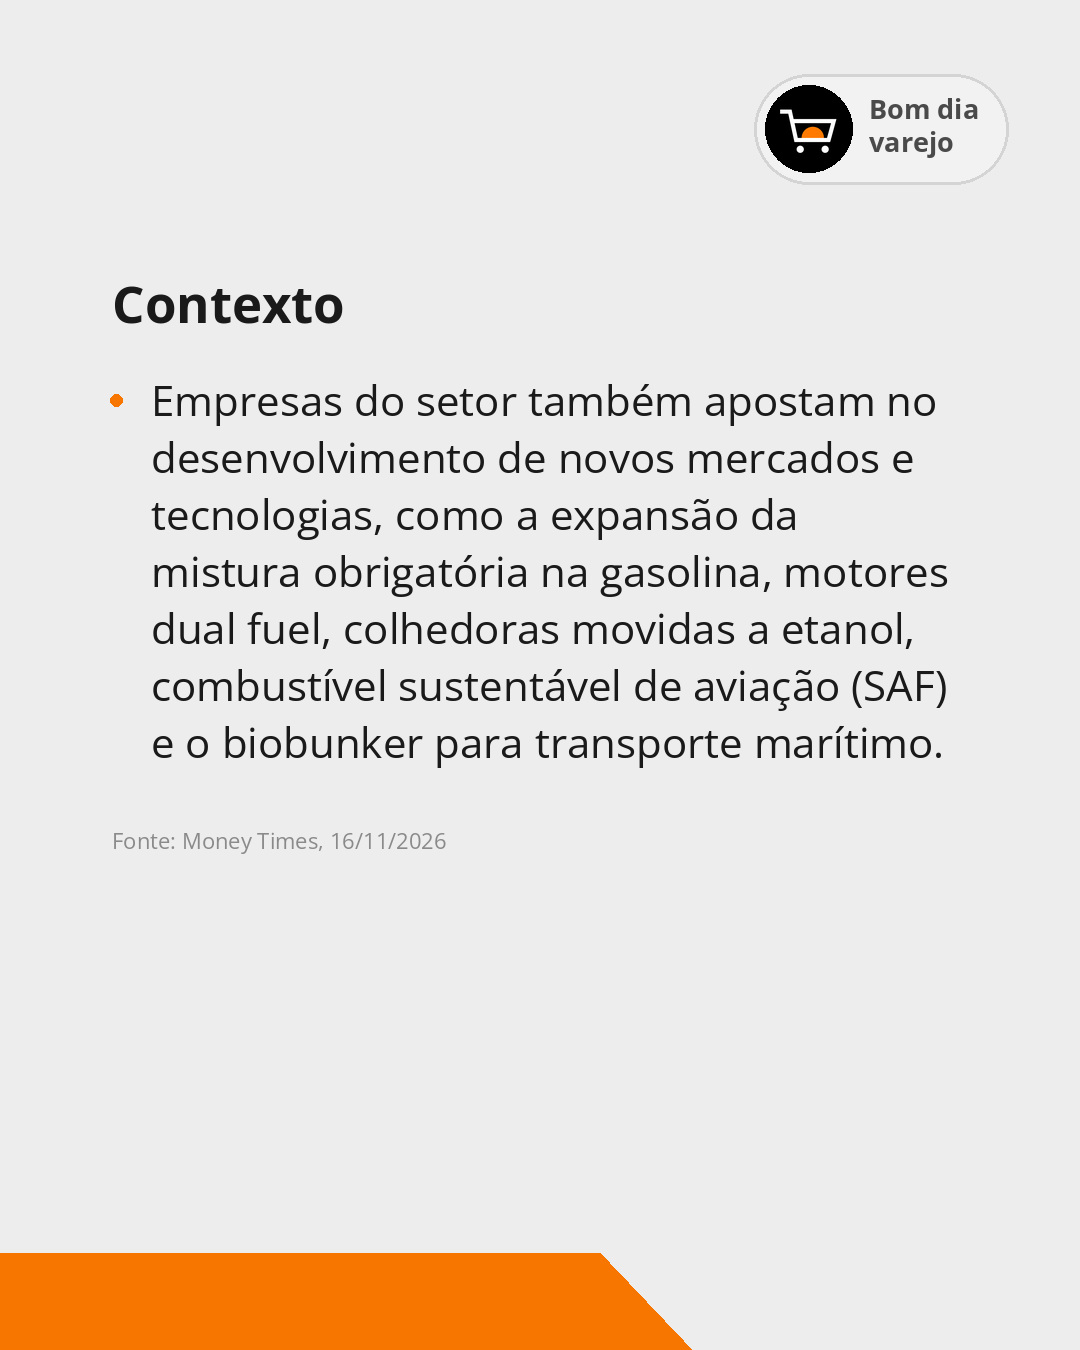 Bom dia
varejo
Contexto
Empresas do setor também apostam no
desenvolvimento de novos mercados e
tecnologias, como a expansão da
mistura obrigatória na gasolina, motores
dual fuel, colhedoras movidas a etanol,
combustível sustentável de aviação (SAF)
e o biobunker para transporte marítimo.
Fonte: Money Times, 16/11/2026